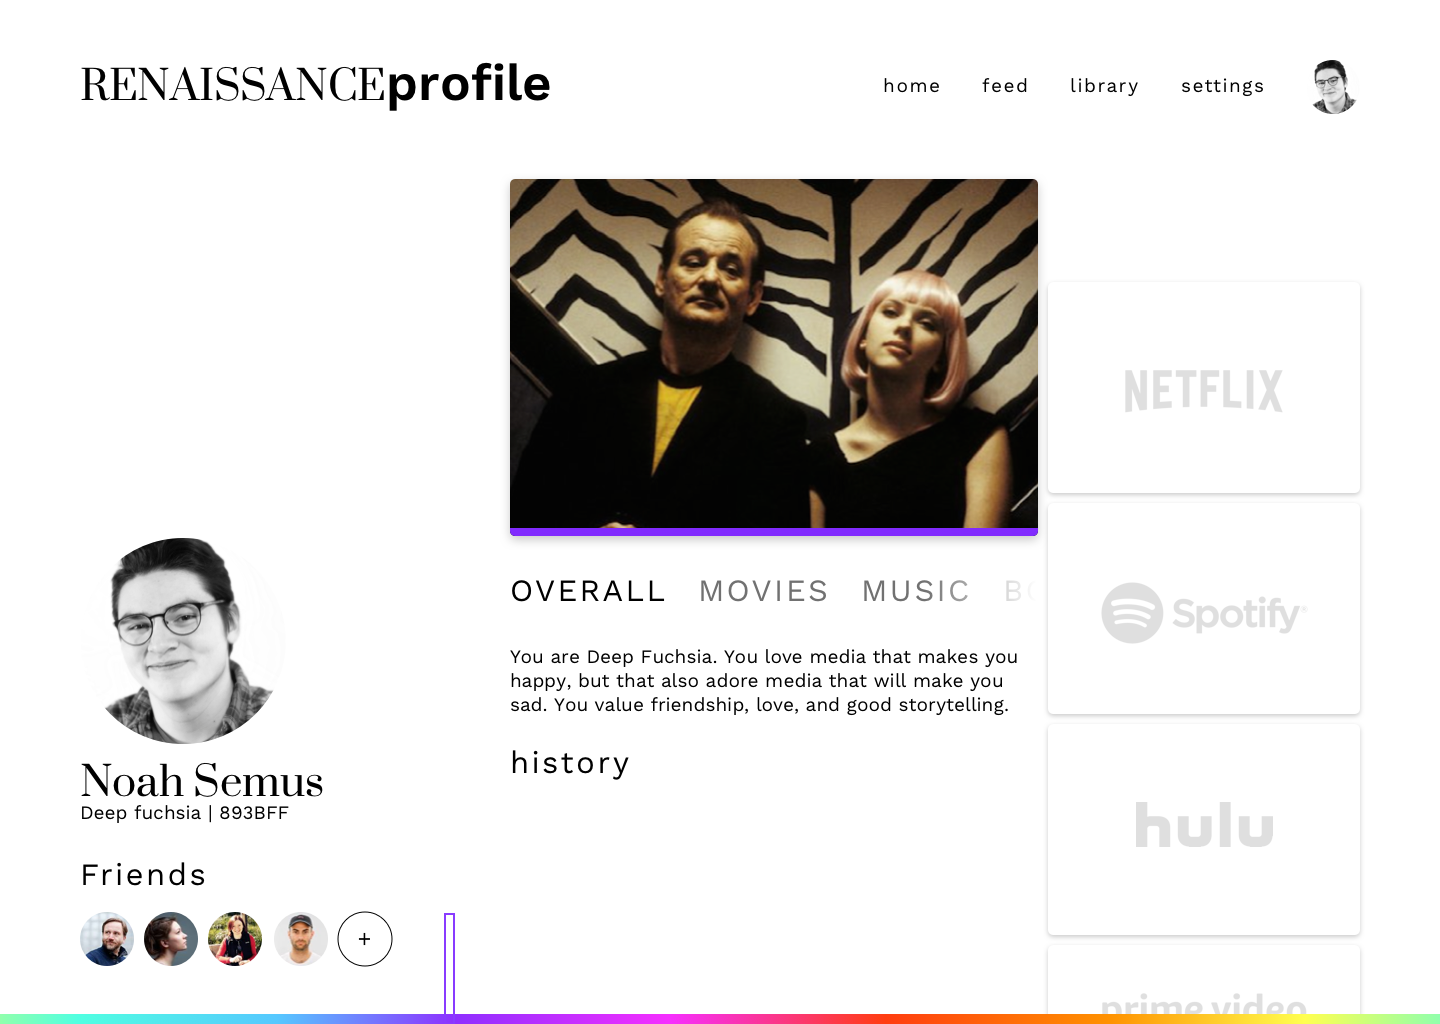 RENAISSANCEprofile
home feed library settings
NETFLIX
Spotify®
hulu
prime video
OVERALL MOVIES MUSIC
You are Deep Fuchsia. You love media that makes you
happy, but that also adore media that will make you
sad. You value friendship, love, and good storytelling.
history
Noah Semus
Deep fuchsia | 893BFF
Friends
+